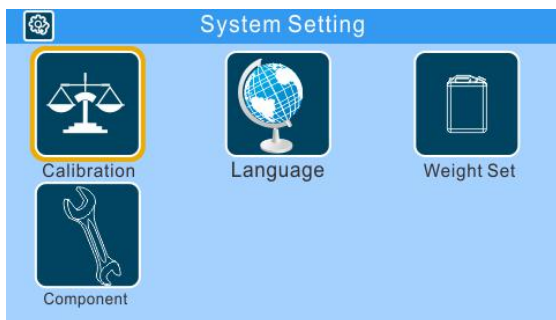 System Setting
Calibration
Language
Weight Set
Component